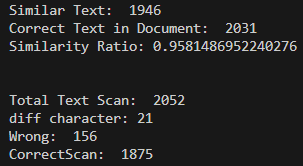 Similar Text:  1946
Correct Text in Document:  2031
Similarity Ratio: 0.9581486952240276
Total Text Scan:  2052
diff character: 21
Wrong:  156
CorrectScan:  1875